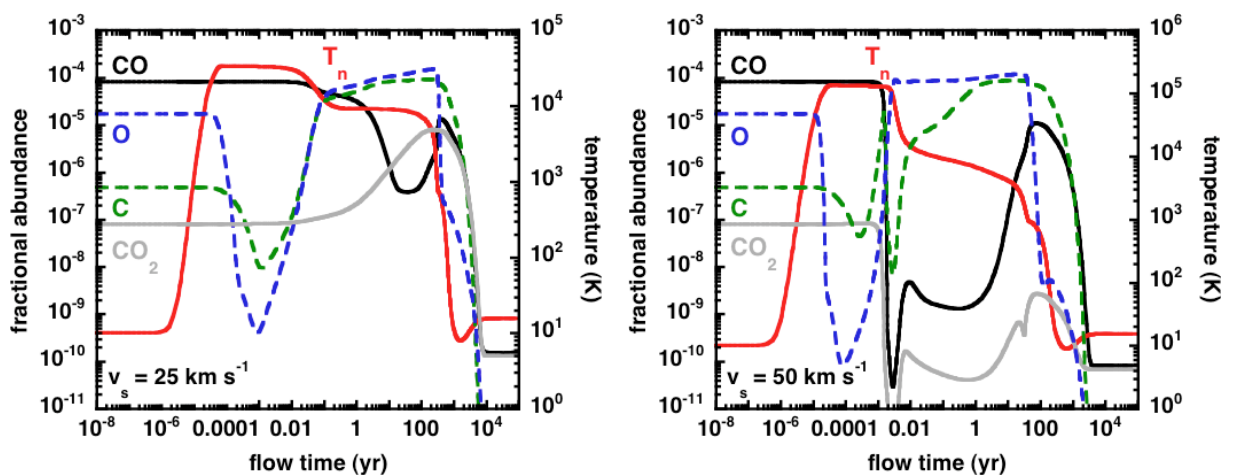 10^-3
10^-4
10^-5
10^-6
10^-7
10^-8
10^-9
10^-10
10^-11
fractional abundance
CO
O
C
CO_2
T_n
v_s = 25 km s^-1
10^5
10^4
10^3
10^2
10^1
10^0
temperature (K)
10^-8 10^-6 0.0001 0.01 1 100 10^4
flow time (yr)
10^-3
10^-4
10^-5
10^-6
10^-7
10^-8
10^-9
10^-10
10^-11
fractional abundance
CO
O
C
CO_2
T_n
v_s = 50 km s^-1
10^6
10^5
10^4
10^3
10^2
10^1
10^0
temperature (K)
10^-8 10^-6 0.0001 0.01 1 100 10^4
flow time (yr)